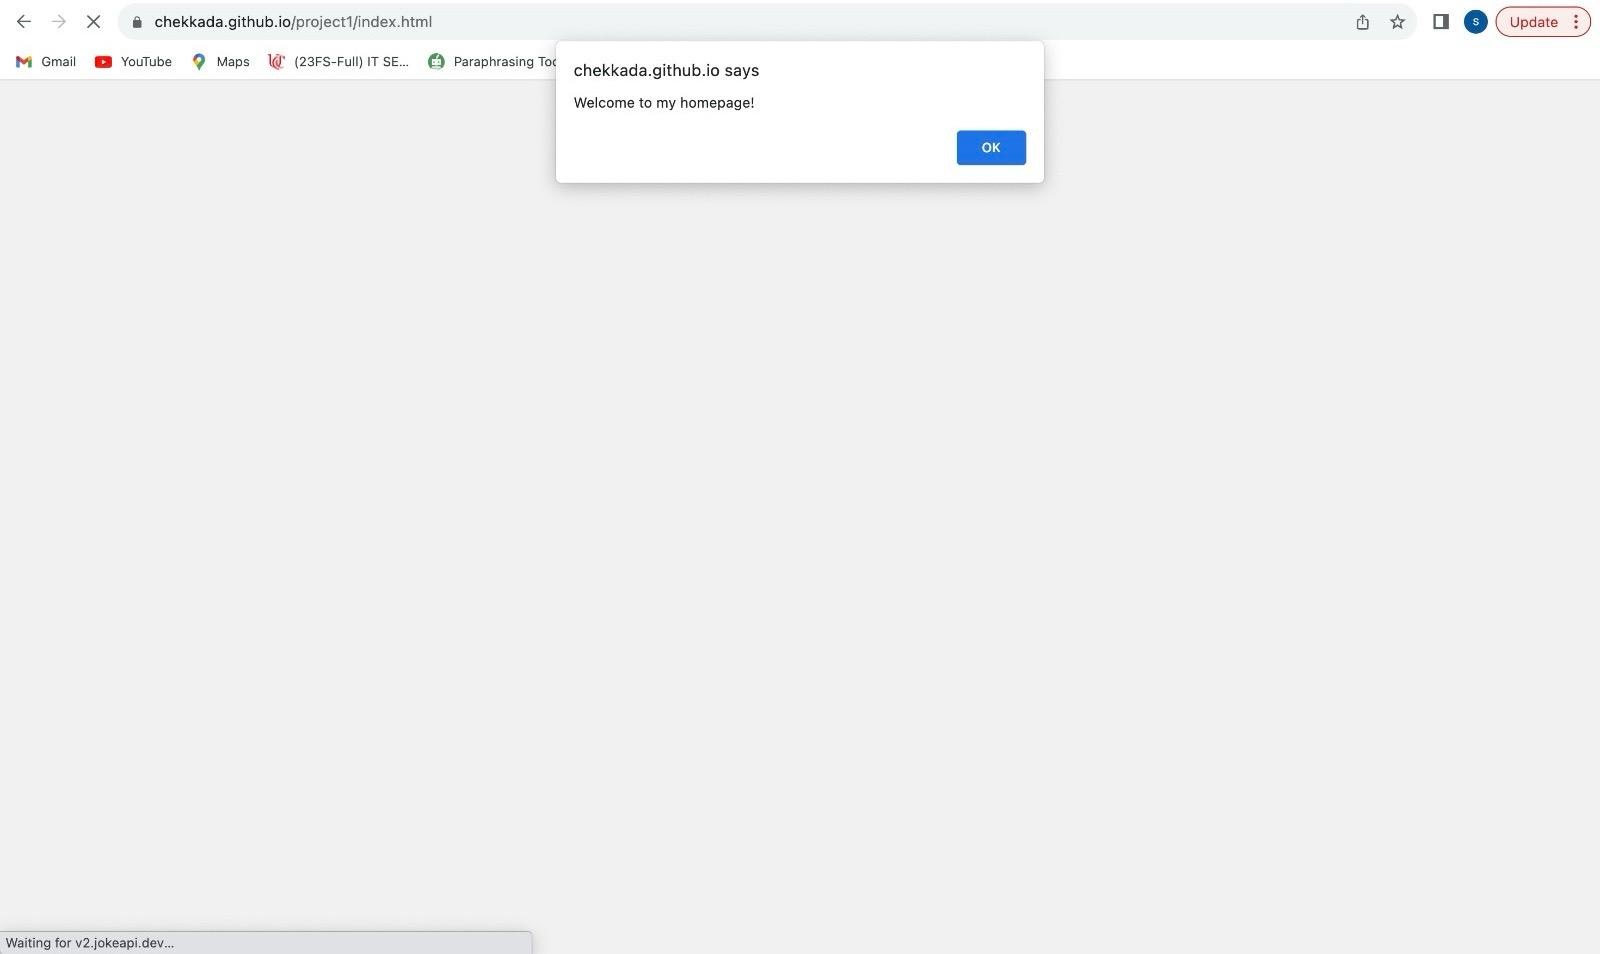 chekkada.github.io/project1/index.html
S
Update
Gmail
YouTube
Maps
(23FS-Full) IT SE...
Paraphrasing Too
chekkada.github.io says
Welcome to my homepage!
OK
Waiting for v2.jokeapi.dev...